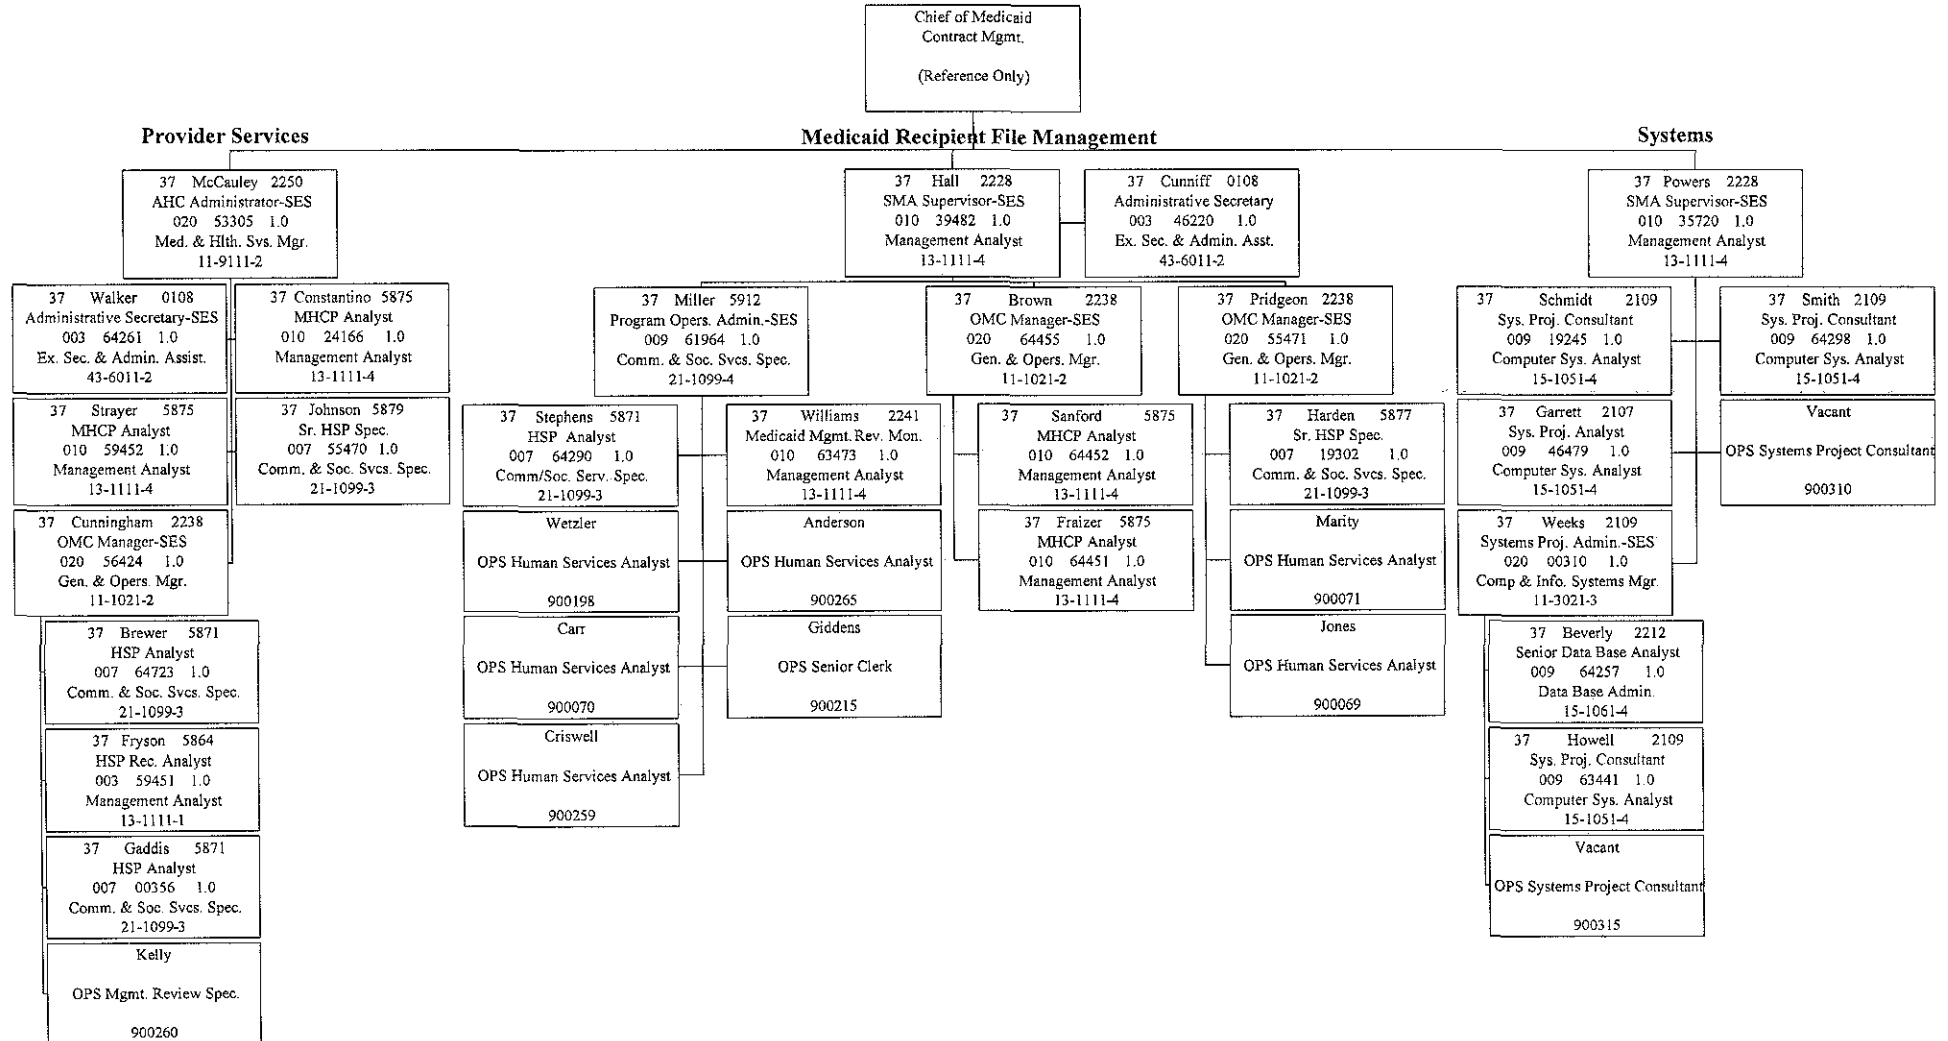 Chief of Medicaid
Contract Mgmt.
(Reference Only)
Provider Services
Medicaid Recipient File Management
Systems
37 McCauley 2250
AHC Administrator-SES
020 53305 1.0
Med. & Hlth. Svs. Mgr.
11-9111-2
37 Hall 2228
SMA Supervisor-SES
010 39482 1.0
Management Analyst
13-1111-4
37 Cunniff 0108
Administrative Secretary
003 46220 1.0
Ex. Sec. & Admin. Asst.
43-6011-2
37 Powers 2228
SMA Supervisor-SES
010 35720 1.0
Management Analyst
13-1111-4
37 Walker 0108
Administrative Secretary-SES
003 64261 1.0
Ex. Sec. & Admin. Assist.
43-6011-2
37 Constantino 5875
MHCP Analyst
010 24166 1.0
Management Analyst
13-1111-4
37 Strayer 5875
MHCP Analyst
010 59452 1.0
Management Analyst
13-1111-4
37 Johnson 5879
Sr. HSP Spec.
007 55470 1.0
Comm. & Soc. Svcs. Spec.
21-1099-3
37 Cunningham 2238
OMC Manager-SES
020 56424 1.0
Gen. & Opers. Mgr.
11-1021-2
37 Brewer 5871
HSP Analyst
007 64723 1.0
Comm. & Soc. Svcs. Spec.
21-1099-3
37 Fryson 5864
HSP Rec. Analyst
003 59451 1.0
Management Analyst
13-1111-1
37 Gaddis 5871
HSP Analyst
007 00356 1.0
Comm. & Soc. Svcs. Spec.
21-1099-3
Kelly
OPS Mgmt. Review Spec.
900260
37 Miller 5912
Program Opers. Admin.-SES
009 61964 1.0
Comm. & Soc. Svcs. Spec.
21-1099-4
37 Brown 2238
OMC Manager-SES
020 64455 1.0
Gen. & Opers. Mgr.
11-1021-2
37 Pridgeon 2238
OMC Manager-SES
020 55471 1.0
Gen. & Opers. Mgr.
11-1021-2
37 Stephens 5871
HSP Analyst
007 64290 1.0
Comm/Soc. Serv. Spec.
21-1099-3
37 Williams 2241
Medicaid Mgmt. Rev. Mon.
010 63473 1.0
Management Analyst
13-1111-4
Wetzler
OPS Human Services Analyst
900198
Anderson
OPS Human Services Analyst
900265
Carr
OPS Human Services Analyst
900070
Giddens
OPS Senior Clerk
900215
Criswell
OPS Human Services Analyst
900259
37 Sanford 5875
MHCP Analyst
010 64452 1.0
Management Analyst
13-1111-4
37 Fraizer 5875
MHCP Analyst
010 64451 1.0
Management Analyst
13-1111-4
37 Harden 5877
Sr. HSP Spec.
007 19302 1.0
Comm. & Soc. Svcs. Spec.
21-1099-3
Marity
OPS Human Services Analyst
900071
Jones
OPS Human Services Analyst
900069
37 Schmidt 2109
Sys. Proj. Consultant
009 19245 1.0
Computer Sys. Analyst
15-1051-4
37 Smith 2109
Sys. Proj. Consultant
009 64298 1.0
Computer Sys. Analyst
15-1051-4
37 Garrett 2107
Sys. Proj. Analyst
009 46479 1.0
Computer Sys. Analyst
15-1051-4
Vacant
OPS Systems Project Consultant
900310
37 Weeks 2109
Systems Proj. Admin.-SES
020 00310 1.0
Comp & Info. Systems Mgr.
11-3021-3
37 Beverly 2212
Senior Data Base Analyst
009 64257 1.0
Data Base Admin.
15-1061-4
37 Howell 2109
Sys. Proj. Consultant
009 63441 1.0
Computer Sys. Analyst
15-1051-4
Vacant
OPS Systems Project Consultant
900315